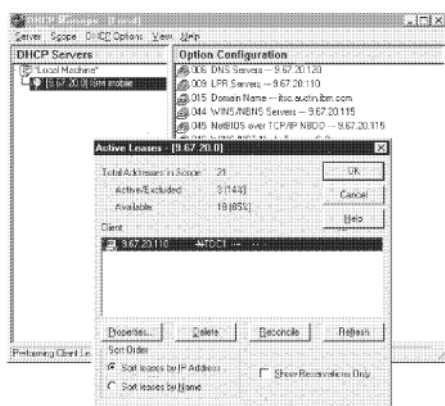 DHCP Manager - (Local)
Server Scope DHCP Options View Help
DHCP Servers
Option Configuration
*Local Machine*
[9.67.20.0] ibm mobile
006 DNS Servers --- 9.67.20.120
009 LPR Servers --- 9.67.20.110
015 Domain Name --- itsc.austin.ibm.com
044 WINS/NBNS Servers --- 9.67.20.115
045 NetBIOS over TCP/IP NBDD --- 9.67.20.115
Active Leases - [9.67.20.0]
Total Addresses in Scope: 21
Active/Excluded: 3 (14%)
Available: 18 (85%)
OK
Cancel
Help
Client
9.67.20.110
Properties...
Delete
Reconcile
Refresh
Sort Order
Sort leases by IP Address
Sort leases by Name
Show Reservations Only
Performing Client Le